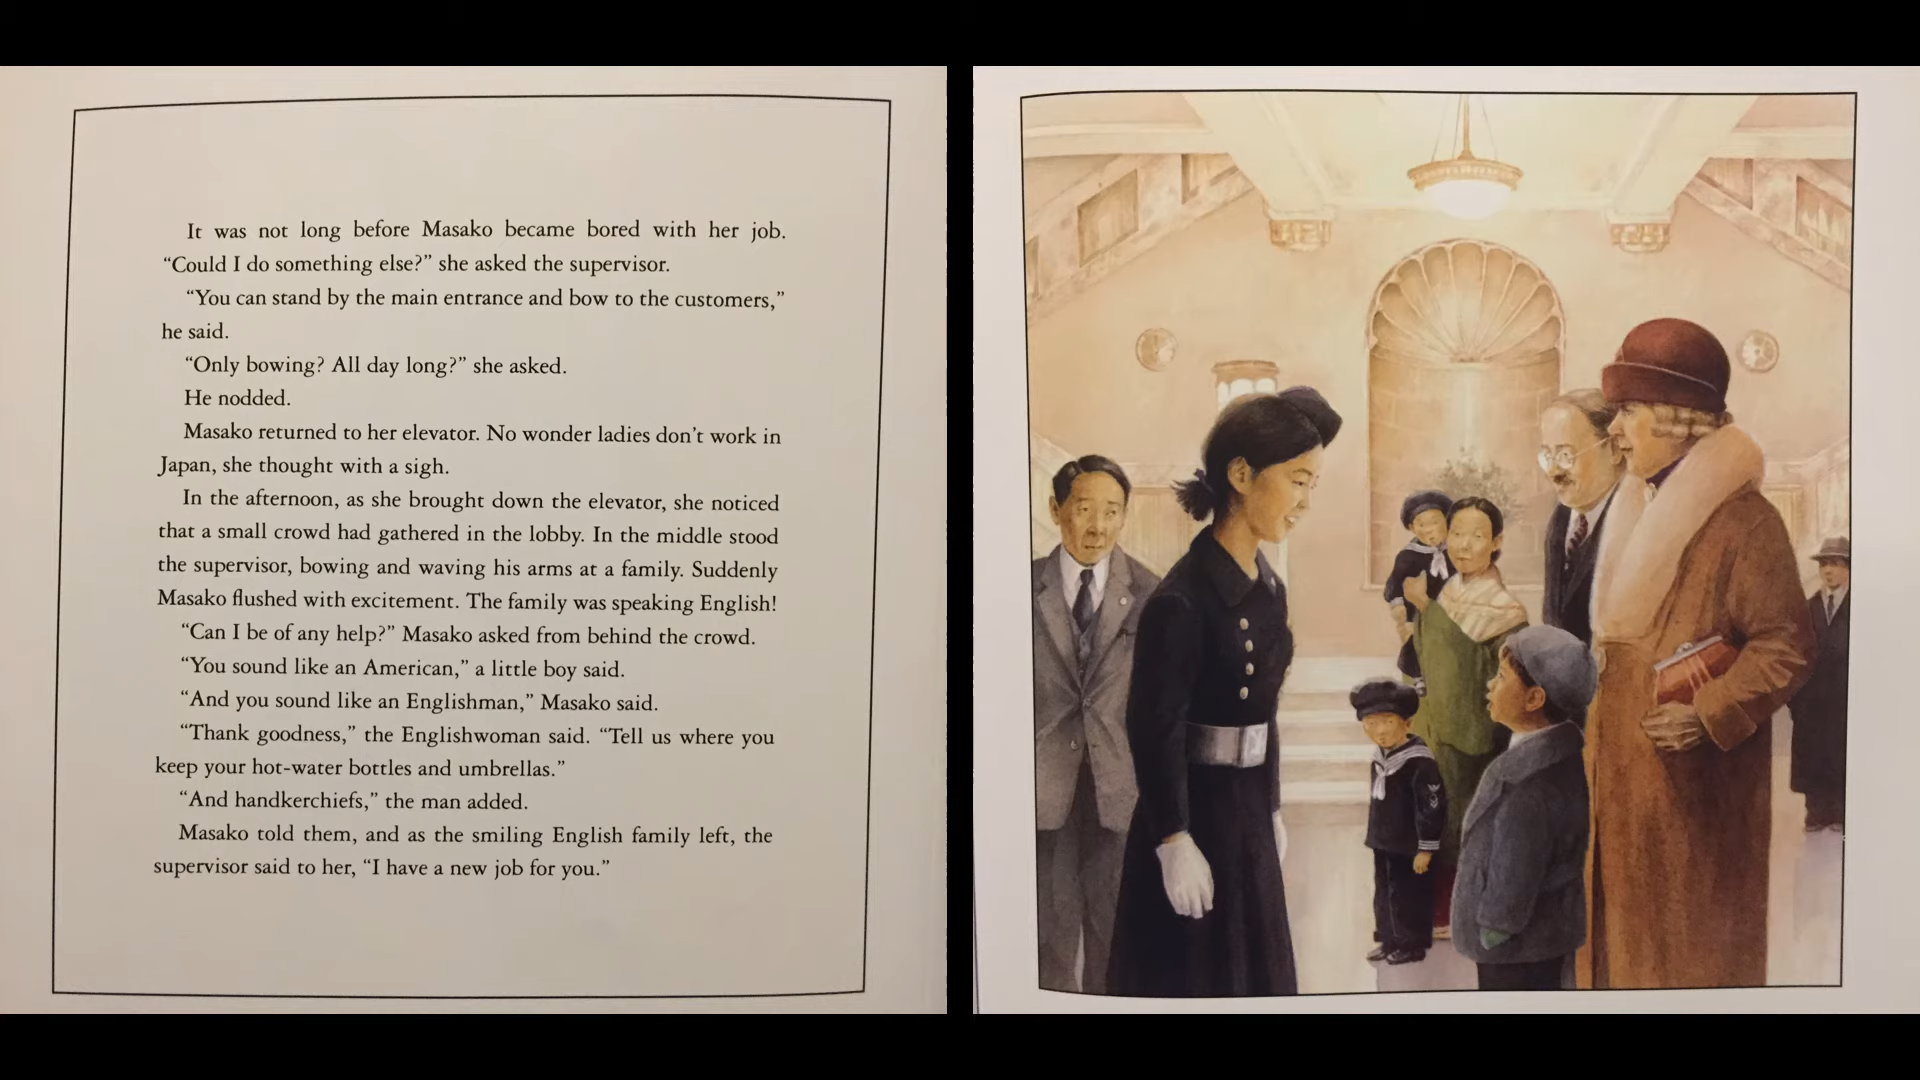 It was not long before Masako became bored with her job.
“Could I do something else?” she asked the supervisor.
“You can stand by the main entrance and bow to the customers,”
he said.
“Only bowing? All day long?” she asked.
He nodded.
Masako returned to her elevator. No wonder ladies don’t work in
Japan, she thought with a sigh.
In the afternoon, as she brought down the elevator, she noticed
that a small crowd had gathered in the lobby. In the middle stood
the supervisor, bowing and waving his arms at a family. Suddenly
Masako flushed with excitement. The family was speaking English!
“Can I be of any help?” Masako asked from behind the crowd.
“You sound like an American,” a little boy said.
“And you sound like an Englishman,” Masako said.
“Thank goodness,” the Englishwoman said. “Tell us where you
keep your hot-water bottles and umbrellas.”
“And handkerchiefs,” the man added.
Masako told them, and as the smiling English family left, the
supervisor said to her, “I have a new job for you.”